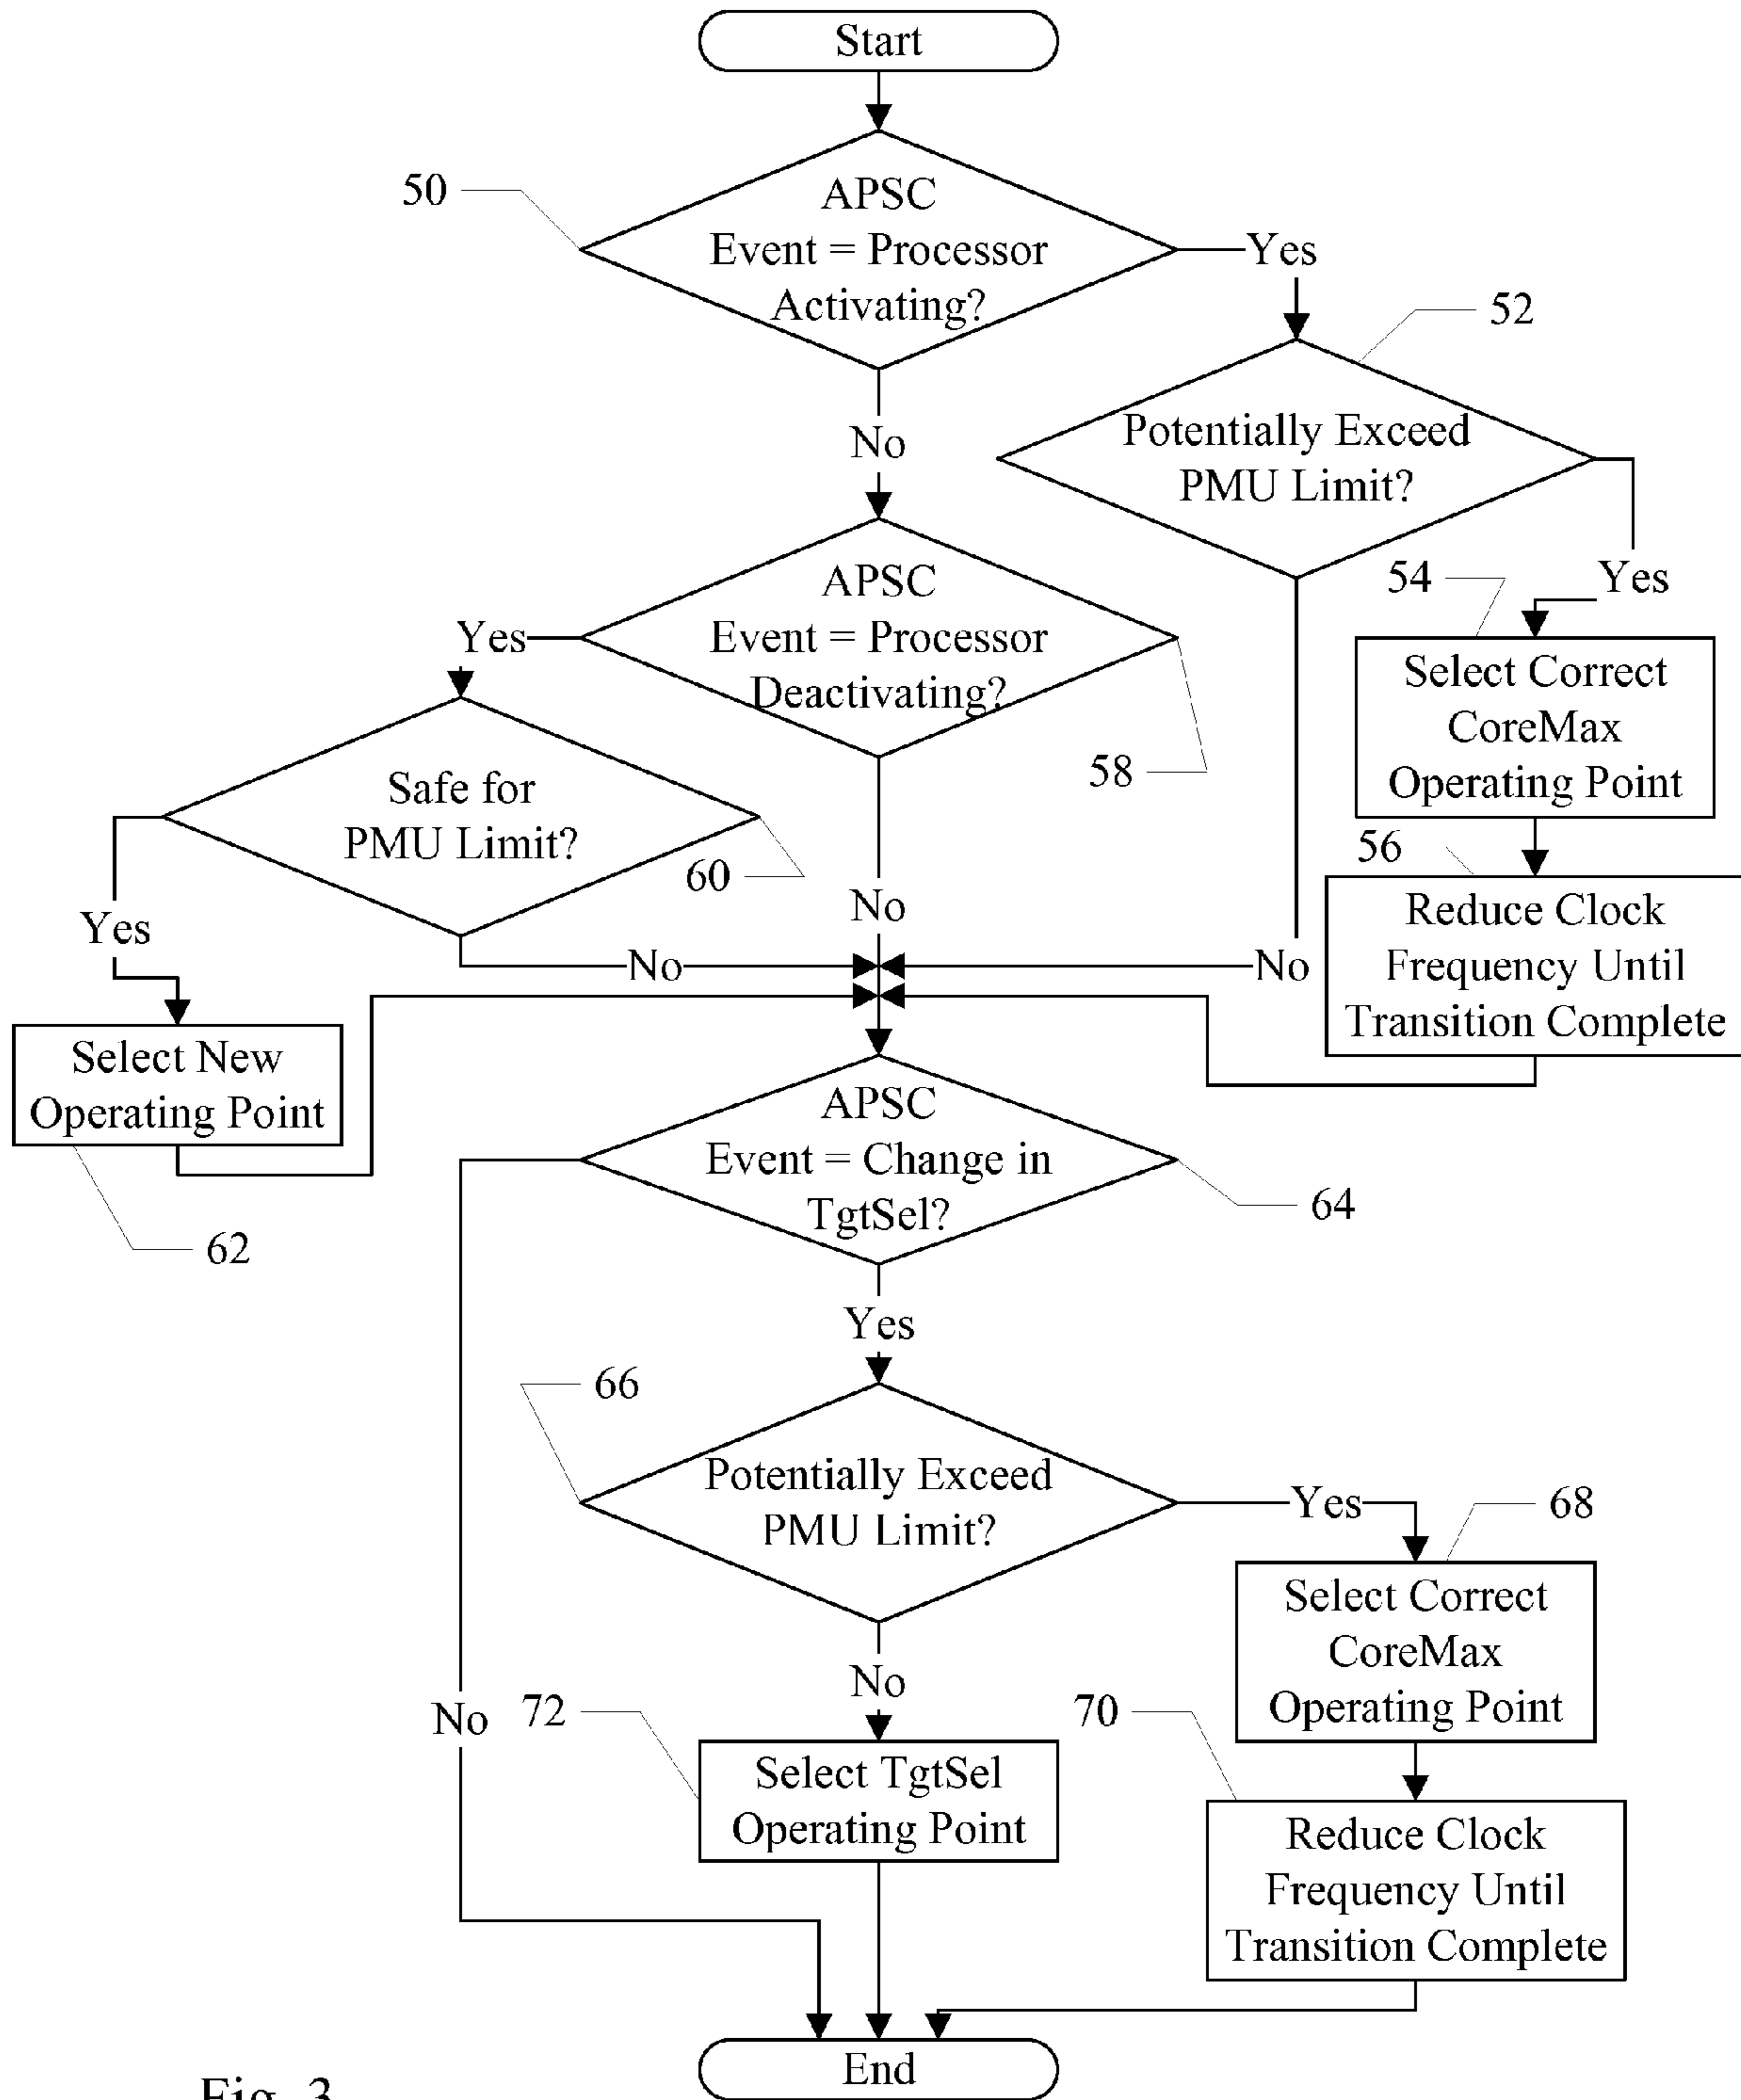 Start
50
APSC
Event = Processor
Activating?
Yes
52
No
Potentially Exceed
PMU Limit?
54
Yes
APSC
Event = Processor
Deactivating?
Yes
58
Select Correct
CoreMax
Operating Point
Safe for
PMU Limit?
60
56
No
Yes
No
No
Reduce Clock
Frequency Until
Transition Complete
Select New
Operating Point
62
APSC
Event = Change in
TgtSel?
64
Yes
66
Potentially Exceed
PMU Limit?
Yes
68
Select Correct
CoreMax
Operating Point
No
No
72
70
Select TgtSel
Operating Point
Reduce Clock
Frequency Until
Transition Complete
End
Fig. 3